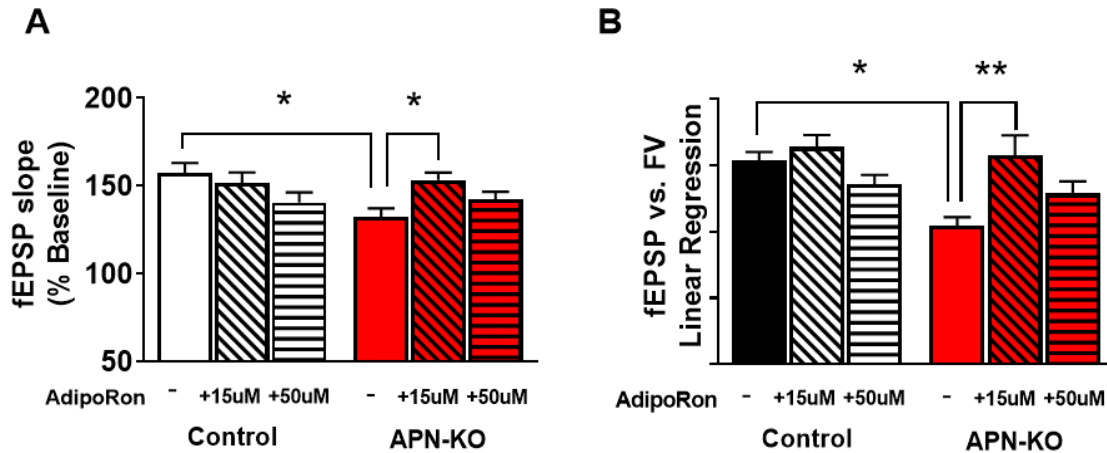 A
fEPSP slope
(% Baseline)
200
150
100
50
*
*
AdipoRon - +15uM +50uM - +15uM +50uM
Control APN-KO
B
fEPSP vs. FV
Linear Regression
*
**
AdipoRon - +15uM +50uM - +15uM +50uM
Control APN-KO